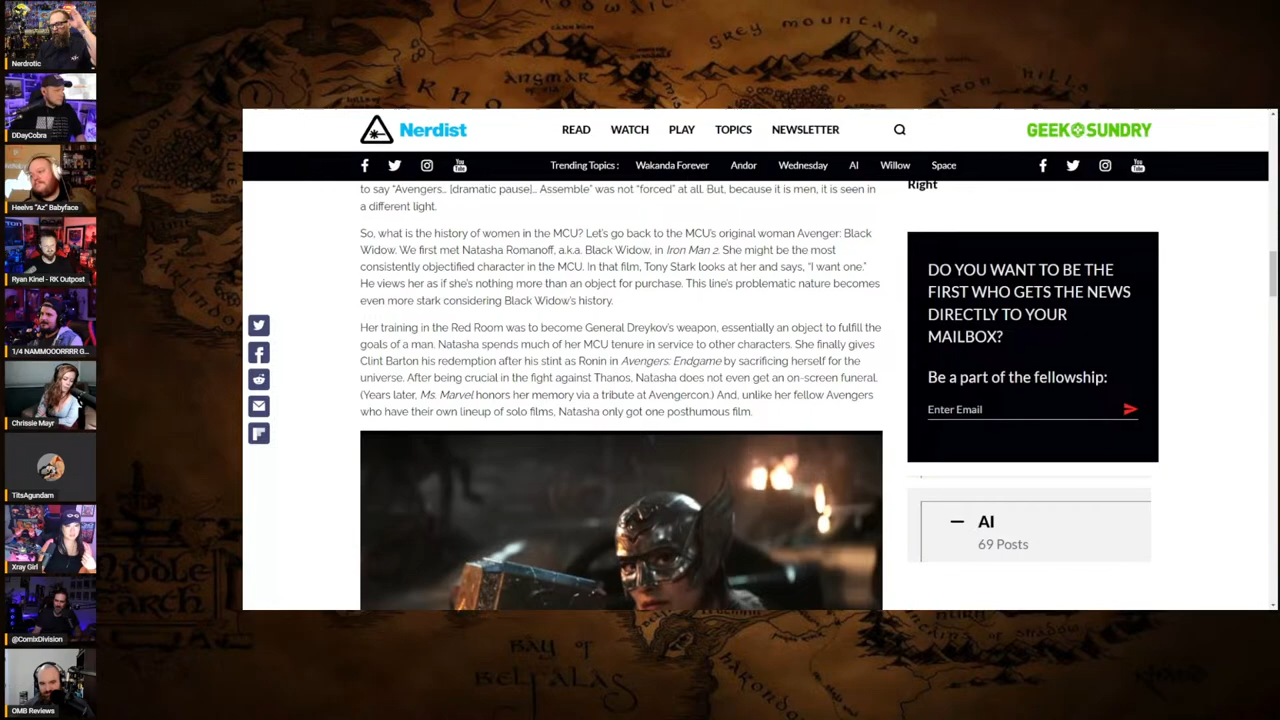 Nerdrotic
DDayCobra
Heelvs "Az" Babyface
Ryan Kinel - RK Outpost
1/4 NAMMOOORRRR G...
Chrissie Mayr
TitsAgundam
Xray Girl
@ComixDivision
OMB Reviews
GREY MOUNTAINS
ANGMAR
IRON HILLS
Nerdist
READ WATCH PLAY TOPICS NEWSLETTER
GEEK SUNDRY
Trending Topics : Wakanda Forever Andor Wednesday AI Willow Space
to say "Avengers… [dramatic pause]… Assemble" was not "forced" at all. But, because it is men, it is seen in
a different light.
So, what is the history of women in the MCU? Let's go back to the MCU's original woman Avenger: Black
Widow. We first met Natasha Romanoff, a.k.a. Black Widow, in Iron Man 2. She might be the most
consistently objectified character in the MCU. In that film, Tony Stark looks at her and says, "I want one."
He views her as if she's nothing more than an object for purchase. This line's problematic nature becomes
even more stark considering Black Widow's history.
Her training in the Red Room was to become General Dreykov's weapon, essentially an object to fulfill the
goals of a man. Natasha spends much of her MCU tenure in service to other characters. She finally gives
Clint Barton his redemption after his stint as Ronin in Avengers: Endgame by sacrificing herself for the
universe. After being crucial in the fight against Thanos, Natasha does not even get an on-screen funeral.
(Years later, Ms. Marvel honors her memory via a tribute at Avengercon.) And, unlike her fellow Avengers
who have their own lineup of solo films, Natasha only got one posthumous film.
Right
DO YOU WANT TO BE THE
FIRST WHO GETS THE NEWS
DIRECTLY TO YOUR
MAILBOX?
Be a part of the fellowship:
Enter Email
AI
69 Posts
MIDDLE
EARTH
BAY OF
BELFALAS